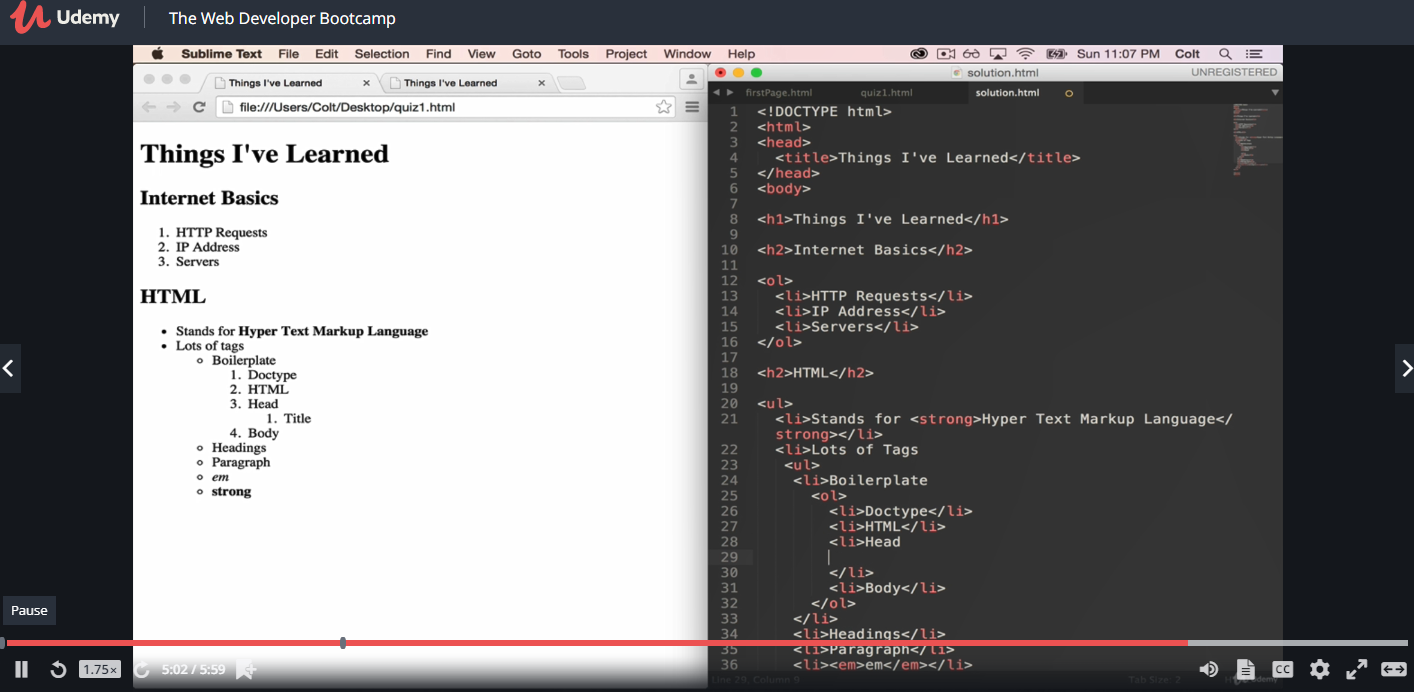 Udemy The Web Developer Bootcamp
Sublime Text File Edit Selection Find View Goto Tools Project Window Help Sun 11:07 PM Colt
Things I've Learned × Things I've Learned ×
file:///Users/Colt/Desktop/quiz1.html
Things I've Learned
Internet Basics
1. HTTP Requests
2. IP Address
3. Servers
HTML
• Stands for Hyper Text Markup Language
• Lots of tags
Boilerplate
1. Doctype
2. HTML
3. Head
1. Title
4. Body
Headings
Paragraph
em
strong
solution.html UNREGISTERED
firstPage.html quiz1.html solution.html
1 <!DOCTYPE html>
2 <html>
3 <head>
4 <title>Things I've Learned</title>
5 </head>
6 <body>
7
8 <h1>Things I've Learned</h1>
9
10 <h2>Internet Basics</h2>
11
12 <ol>
13 <li>HTTP Requests</li>
14 <li>IP Address</li>
15 <li>Servers</li>
16 </ol>
17
18 <h2>HTML</h2>
19
20 <ul>
21 <li>Stands for <strong>Hyper Text Markup Language</
strong></li>
22 <li>Lots of Tags
23 <ul>
24 <li>Boilerplate
25 <ol>
26 <li>Doctype</li>
27 <li>HTML</li>
28 <li>Head
29
30 </li>
31 <li>Body</li>
32 </ol>
33 </li>
34 <li>Headings</li>
35 <li>Paragraph</li>
36 <li><em>em</em></li>
Line 29, Column 9 Tab Size: 2
Pause
1.75× 5:02 / 5:59 CC